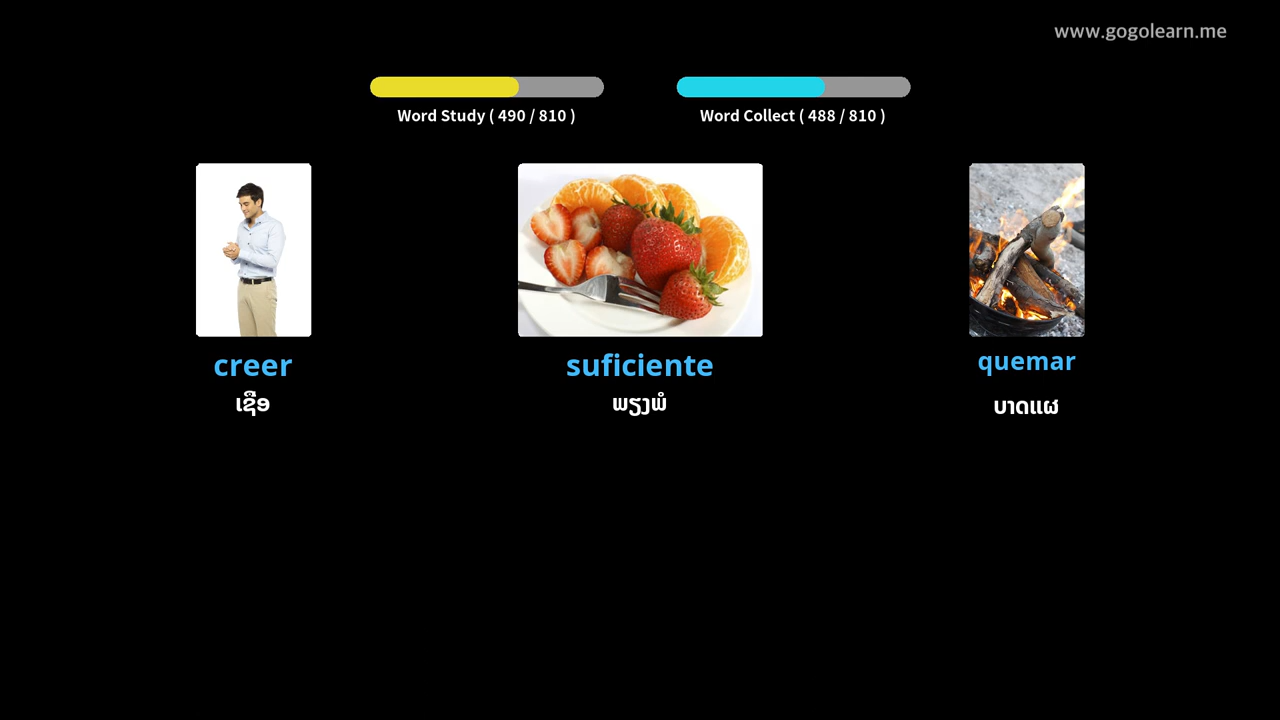 www.gogolearn.me
Word Study ( 490 / 810 )
Word Collect ( 488 / 810 )
creer
suficiente
quemar
ເຊື່ອ
ພຽງພໍ
ບາດແຜ